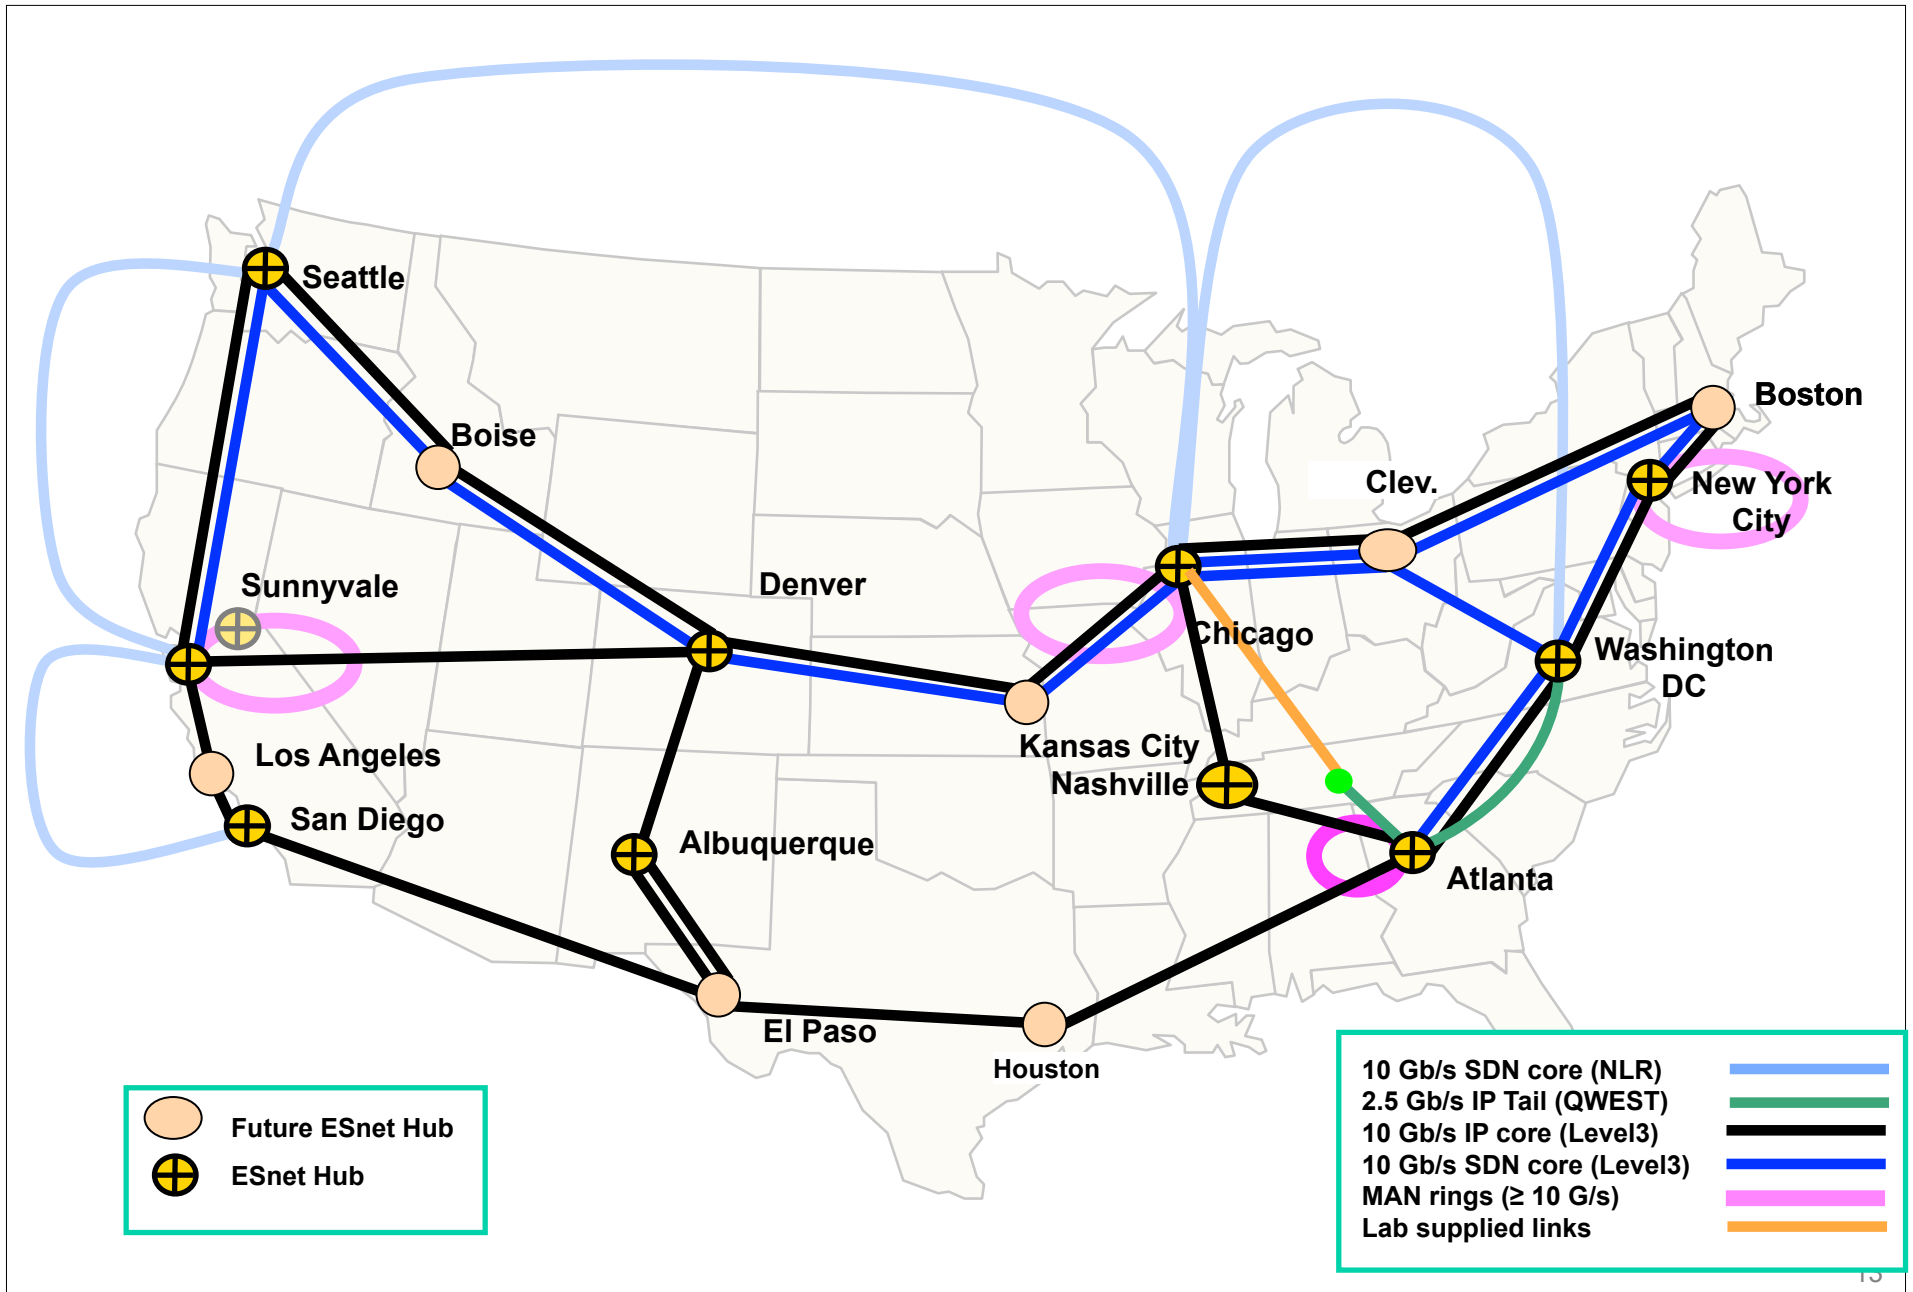 Seattle
Boise
Boston
Clev.
New York
City
Sunnyvale
Denver
Chicago
Washington
DC
Kansas City
Nashville
Los Angeles
San Diego
Albuquerque
Atlanta
El Paso
Houston
Future ESnet Hub
ESnet Hub
10 Gb/s SDN core (NLR)
2.5 Gb/s IP Tail (QWEST)
10 Gb/s IP core (Level3)
10 Gb/s SDN core (Level3)
MAN rings (≥ 10 G/s)
Lab supplied links